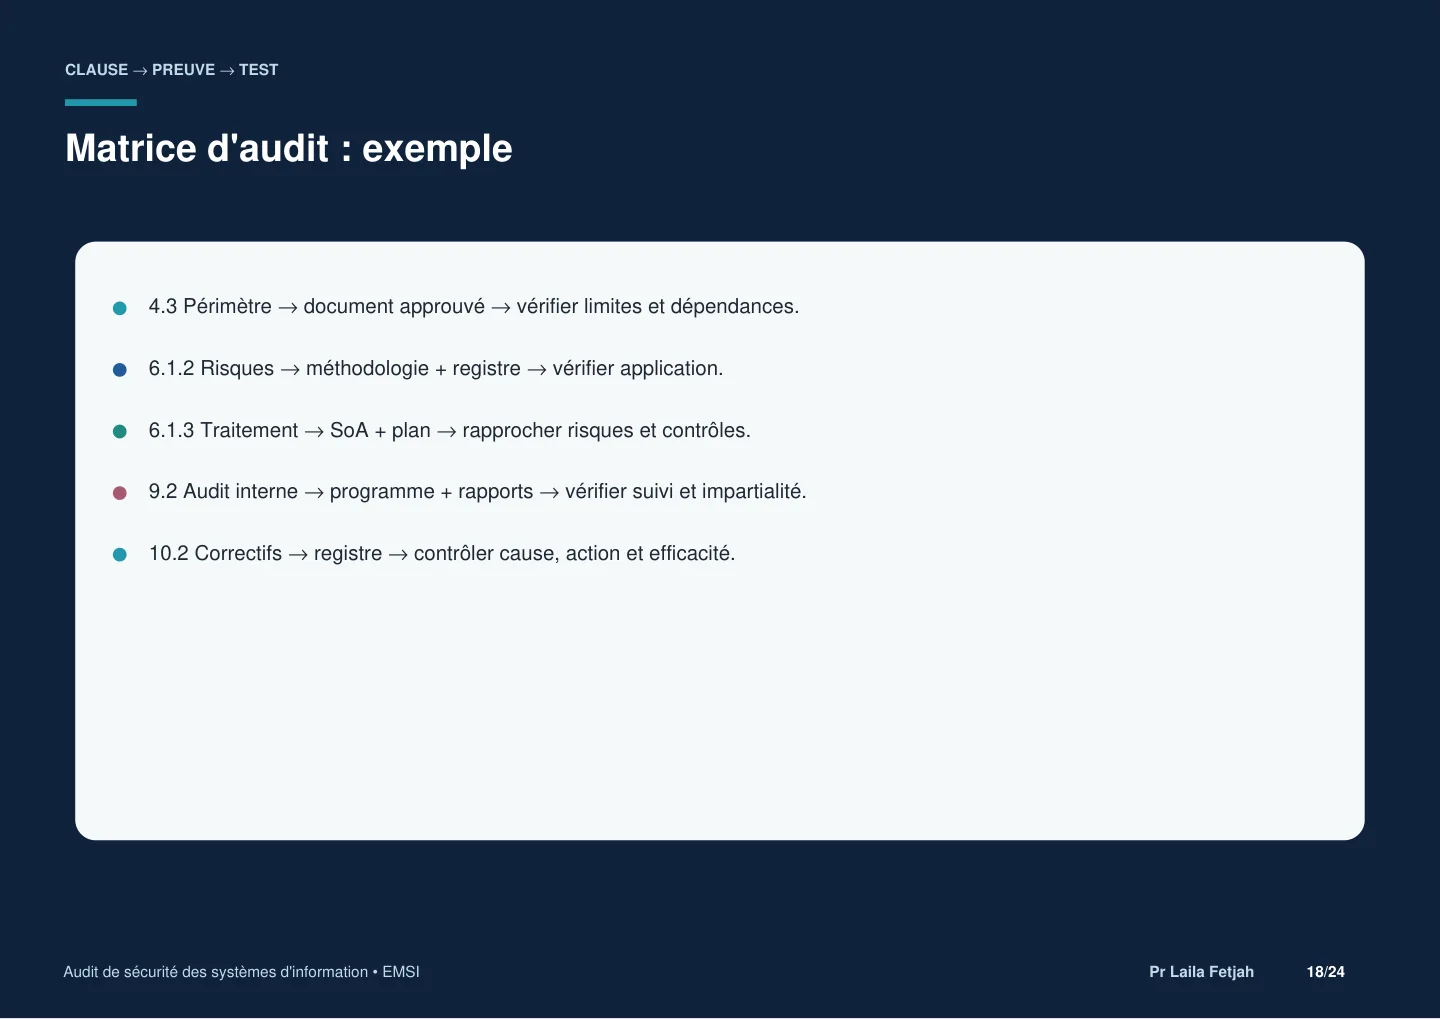 CLAUSE → PREUVE → TEST
Matrice d'audit : exemple
4.3 Périmètre → document approuvé → vérifier limites et dépendances.
6.1.2 Risques → méthodologie + registre → vérifier application.
6.1.3 Traitement → SoA + plan → rapprocher risques et contrôles.
9.2 Audit interne → programme + rapports → vérifier suivi et impartialité.
10.2 Correctifs → registre → contrôler cause, action et efficacité.
Audit de sécurité des systèmes d'information • EMSI
Pr Laila Fetjah
18/24